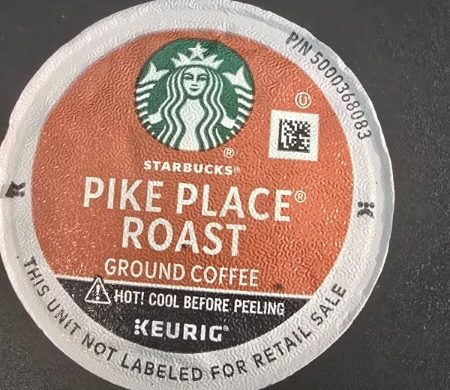 P/N 5000368083
U
STARBUCKS®
PIKE PLACE®
ROAST
GROUND COFFEE
HOT! COOL BEFORE PEELING
KEURIG®
THIS UNIT NOT LABELED FOR RETAIL SALE